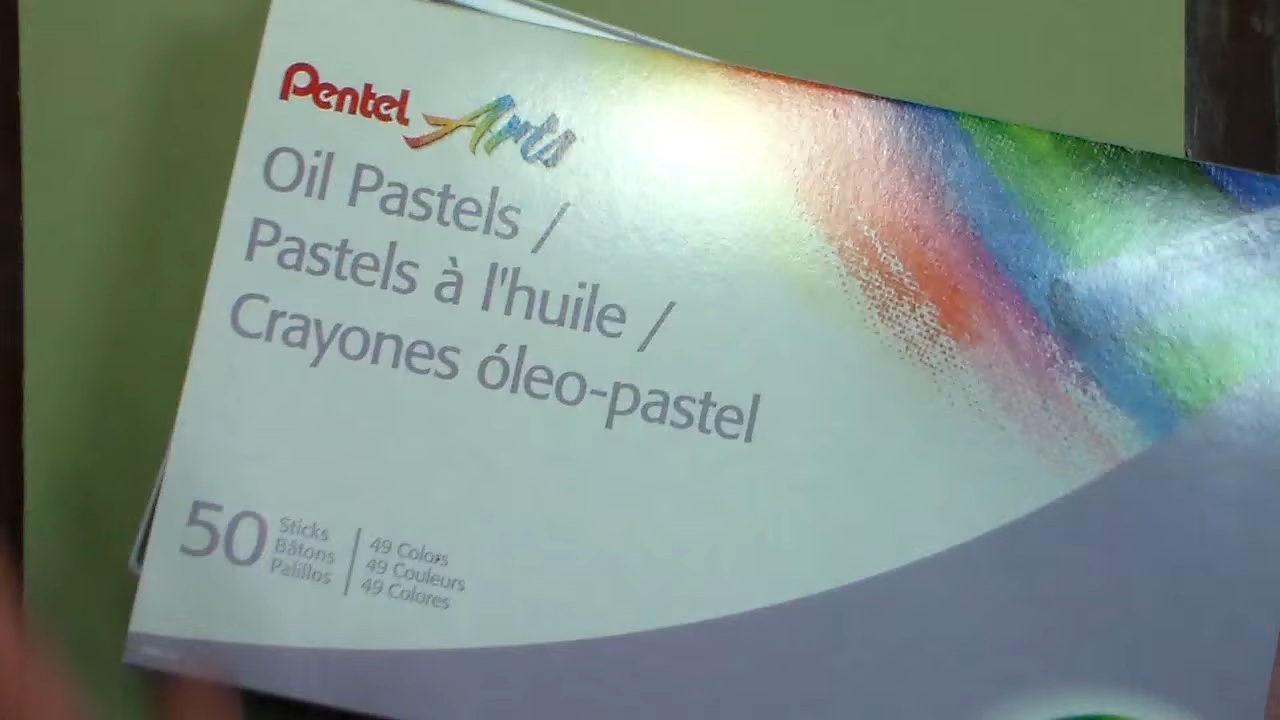 Pentel Arts
Oil Pastels /
Pastels à l'huile /
Crayones óleo-pastel
50
Sticks
Bâtons
Palillos
49 Colors
49 Couleurs
49 Colores